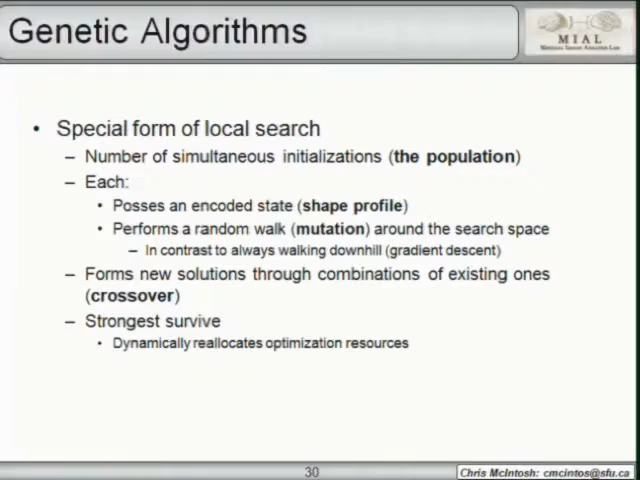 Genetic Algorithms
MIAL
Medical Image Analysis Lab
• Special form of local search
– Number of simultaneous initializations (the population)
– Each:
• Posses an encoded state (shape profile)
• Performs a random walk (mutation) around the search space
– In contrast to always walking downhill (gradient descent)
– Forms new solutions through combinations of existing ones
(crossover)
– Strongest survive
• Dynamically reallocates optimization resources
30
Chris McIntosh: cmcintos@sfu.ca